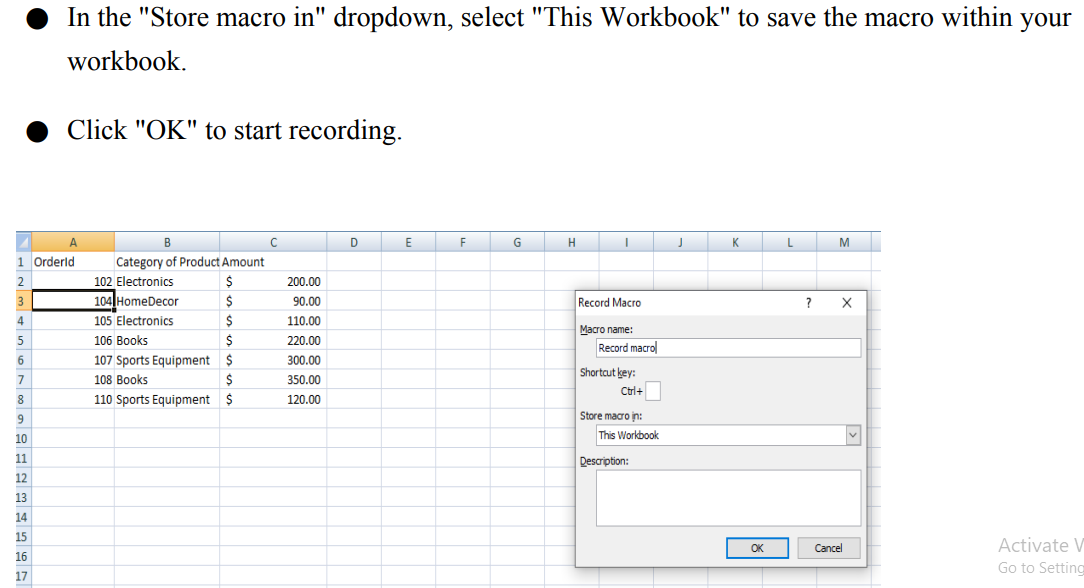 ● In the "Store macro in" dropdown, select "This Workbook" to save the macro within your
workbook.
● Click "OK" to start recording.
A B C D E F G H I J K L M
1 OrderId Category of Product Amount
2 102 Electronics $ 200.00
3 104 HomeDecor $ 90.00
4 105 Electronics $ 110.00
5 106 Books $ 220.00
6 107 Sports Equipment $ 300.00
7 108 Books $ 350.00
8 110 Sports Equipment $ 120.00
9
10
11
12
13
14
15
16
17
Record Macro ? X
Macro name:
Record macro
Shortcut key:
Ctrl+
Store macro in:
This Workbook
Description:
OK Cancel
Activate
Go to Setting